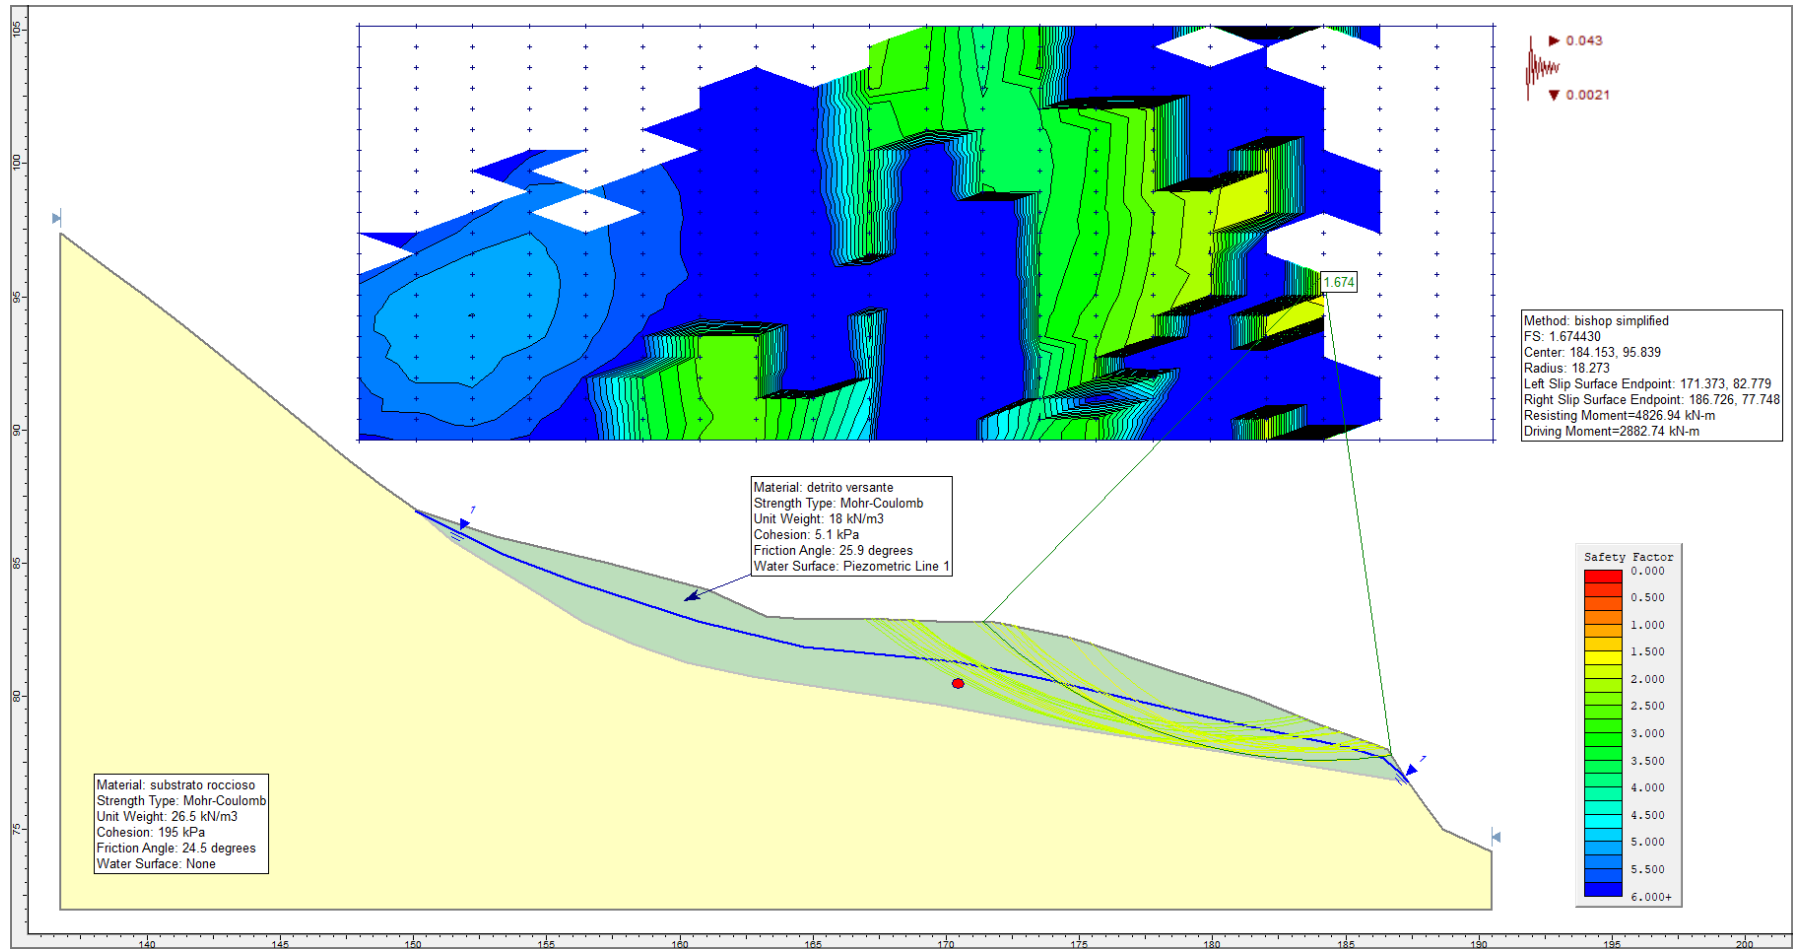 0.043
0.0021
1.674
Method: bishop simplified
FS: 1.674430
Center: 184.153, 95.839
Radius: 18.273
Left Slip Surface Endpoint: 171.373, 82.779
Right Slip Surface Endpoint: 186.726, 77.748
Resisting Moment=4826.94 kN-m
Driving Moment=2882.74 kN-m
Material: detrito versante
Strength Type: Mohr-Coulomb
Unit Weight: 18 kN/m3
Cohesion: 5.1 kPa
Friction Angle: 25.9 degrees
Water Surface: Piezometric Line 1
1
1
Material: substrato roccioso
Strength Type: Mohr-Coulomb
Unit Weight: 26.5 kN/m3
Cohesion: 195 kPa
Friction Angle: 24.5 degrees
Water Surface: None
Safety Factor
0.000
0.500
1.000
1.500
2.000
2.500
3.000
3.500
4.000
4.500
5.000
5.500
6.000+
105
100
95
90
85
80
75
140 145 150 155 160 165 170 175 180 185 190 195 200